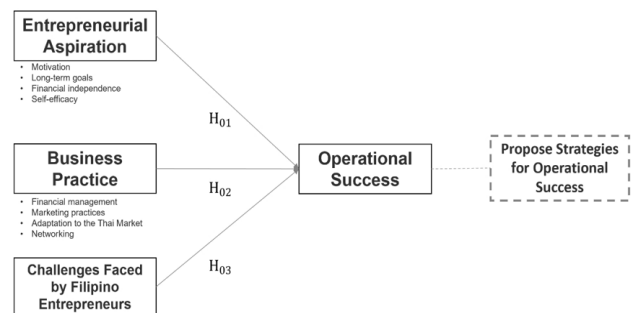 Entrepreneurial
Aspiration
• Motivation
• Long-term goals
• Financial independence
• Self-efficacy
H01
Business
Practice
• Financial management
• Marketing practices
• Adaptation to the Thai Market
• Networking
H02
Operational
Success
Propose Strategies
for Operational
Success
Challenges Faced
by Filipino
Entrepreneurs
H03